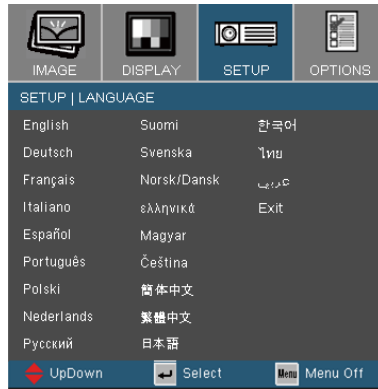 IMAGE DISPLAY SETUP OPTIONS
SETUP | LANGUAGE
English Suomi 한국어
Deutsch Svenska ไทย
Français Norsk/Dansk عربي
Italiano ελληνικά Exit
Español Magyar
Português Čeština
Polski 简体中文
Nederlands 繁體中文
Русский 日本語
UpDown Select Menu Menu Off